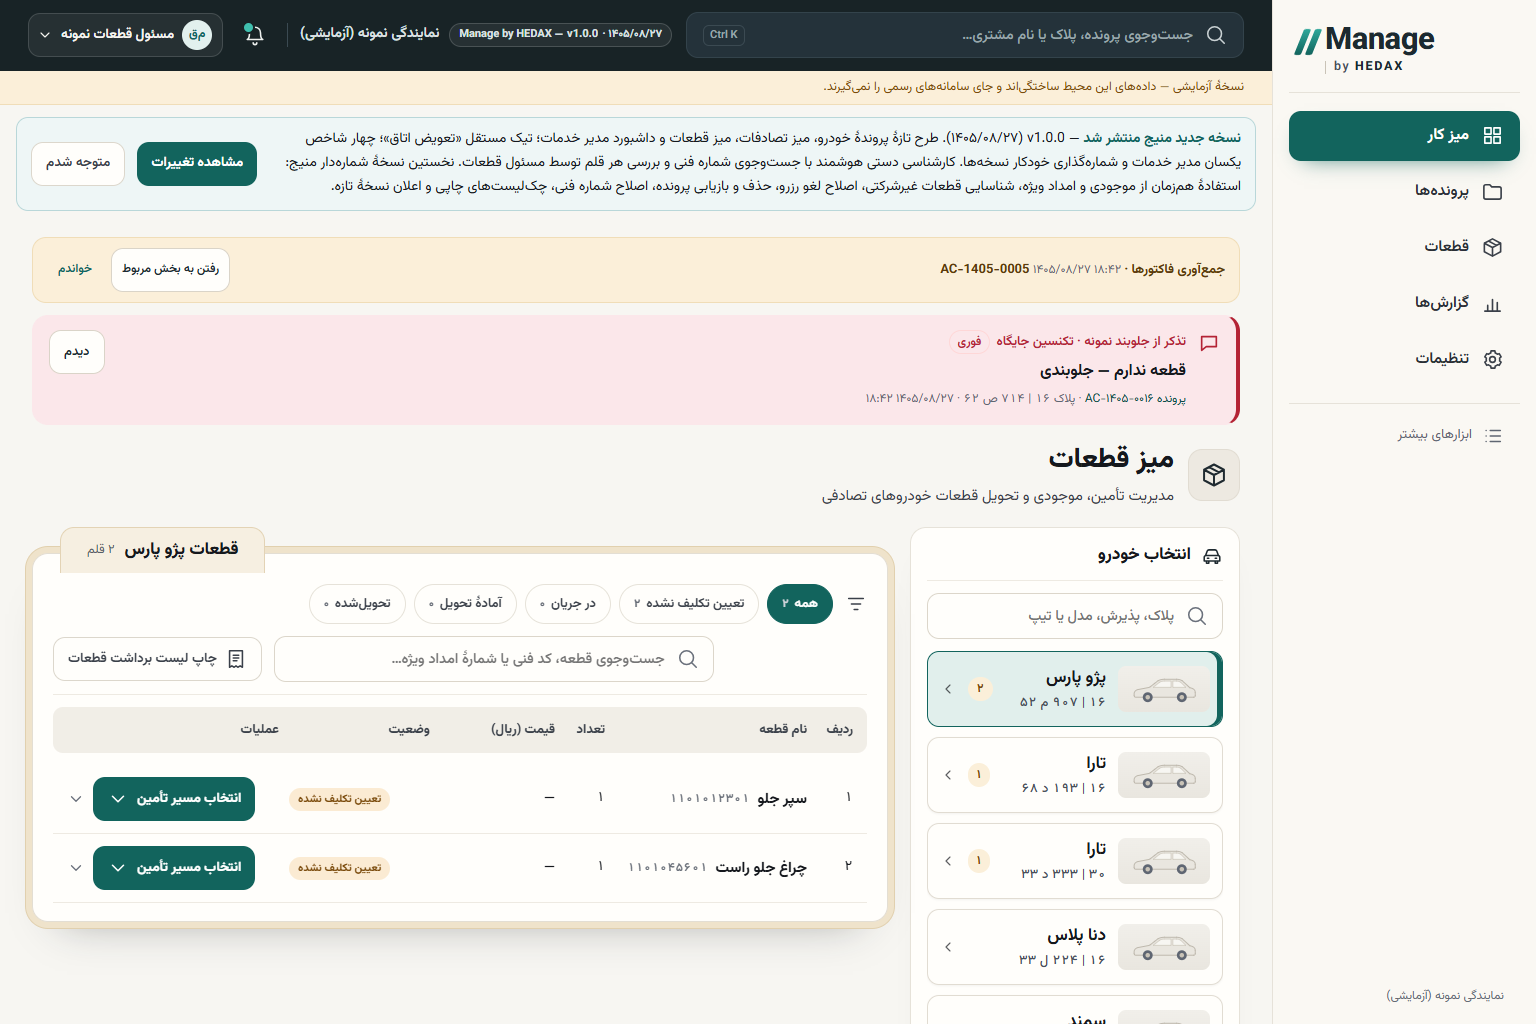 Manage
by HEDAX
میز کار
پرونده‌ها
قطعات
گزارش‌ها
تنظیمات
ابزارهای بیشتر
نمایندگی نمونه (آزمایشی)
جست‌وجوی پرونده، پلاک یا نام مشتری...
Ctrl K
Manage by HEDAX — v1.0.0 · ۱۴۰۵/۰۸/۲۷
نمایندگی نمونه (آزمایشی)
م‌ق
مسئول قطعات نمونه
نسخهٔ آزمایشی — داده‌های این محیط ساختگی‌اند و جای سامانه‌های رسمی را نمی‌گیرند.
نسخه جدید منیج منتشر شد — v1.0.0 (۱۴۰۵/۰۸/۲۷). طرح تازهٔ پروندهٔ خودرو، میز تصادفات، میز قطعات و داشبورد مدیر خدمات؛ تیک مستقل «تعویض اتاق»؛ چهار شاخص
یکسان مدیر خدمات و شماره‌گذاری خودکار نسخه‌ها. کارشناسی دستی هوشمند با جست‌وجوی شماره فنی و بررسی هر قلم توسط مسئول قطعات. نخستین نسخهٔ شماره‌دار منیج:
استفادهٔ هم‌زمان از موجودی و امداد ویژه، شناسایی قطعات غیرشرکتی، اصلاح لغو رزرو، حذف و بازیابی پرونده، اصلاح شماره فنی، چک‌لیست‌های چاپی و اعلان نسخهٔ تازه.
مشاهده تغییرات
متوجه شدم
جمع‌آوری فاکتورها · ۱۴۰۵/۰۸/۲۷ ۱۸:۴۲ AC-1405-0005
رفتن به بخش مربوط
خواندم
تذکر از جلوبند نمونه · تکنسین جایگاه
فوری
قطعه ندارم — جلوبندی
پرونده AC-۱۴۰۵-۰۰۱۶ · پلاک ۱۶ | ۷۱۴ ص ۶۲ · ۱۴۰۵/۰۸/۲۷ ۱۸:۴۲
دیدم
میز قطعات
مدیریت تأمین، موجودی و تحویل قطعات خودروهای تصادفی
انتخاب خودرو
پلاک، پذیرش، مدل یا تیپ
پژو پارس
۱۶ | ۹۰۷ م ۵۲
۲
تارا
۱۶ | ۱۹۳ د ۶۸
۱
تارا
۳۰ | ۳۳۳ د ۳۳
۱
دنا پلاس
۱۶ | ۲۲۴ ل ۳۳
سمند
قطعات پژو پارس ۲ قلم
همه ۲
تعیین تکلیف نشده ۲
در جریان ۰
آمادهٔ تحویل ۰
تحویل‌شده ۰
جست‌وجوی قطعه، کد فنی یا شمارهٔ امداد ویژه...
چاپ لیست برداشت قطعات
ردیف نام قطعه تعداد قیمت (ریال) وضعیت عملیات
۱ سپر جلو ۱۱۰۱۰۱۲۳۰۱ ۱ — تعیین تکلیف نشده انتخاب مسیر تأمین
۲ چراغ جلو راست ۱۱۰۱۰۴۵۶۰۱ ۱ — تعیین تکلیف نشده انتخاب مسیر تأمین